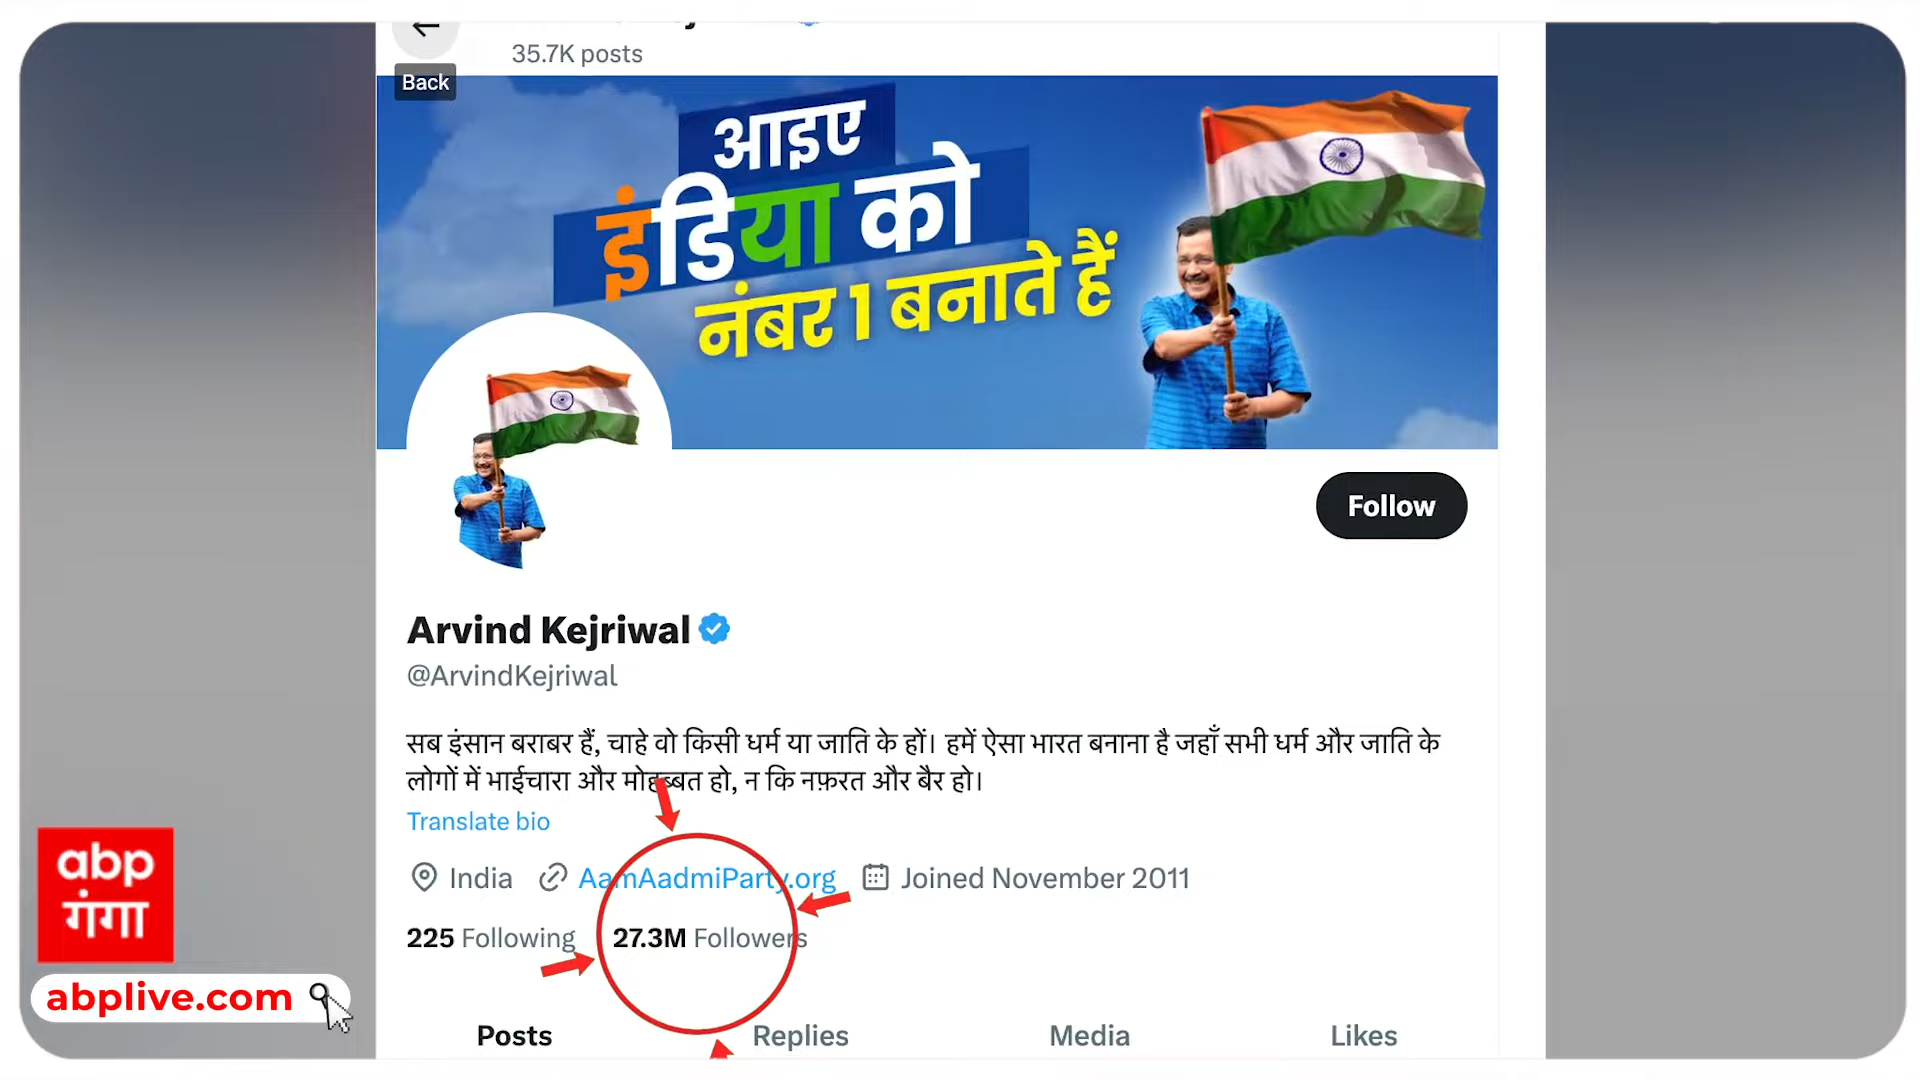 35.7K posts
Back
आइए
इंडिया को
नंबर 1 बनाते हैं
Follow
Arvind Kejriwal
@ArvindKejriwal
सब इंसान बराबर हैं, चाहे वो किसी धर्म या जाति के हों। हमें ऐसा भारत बनाना है जहाँ सभी धर्म और जाति के
लोगों में भाईचारा और मोहब्बत हो, न कि नफ़रत और बैर हो।
Translate bio
India AamAadmiParty.org Joined November 2011
225 Following 27.3M Followers
Posts Replies Media Likes
abp
गंगा
abplive.com